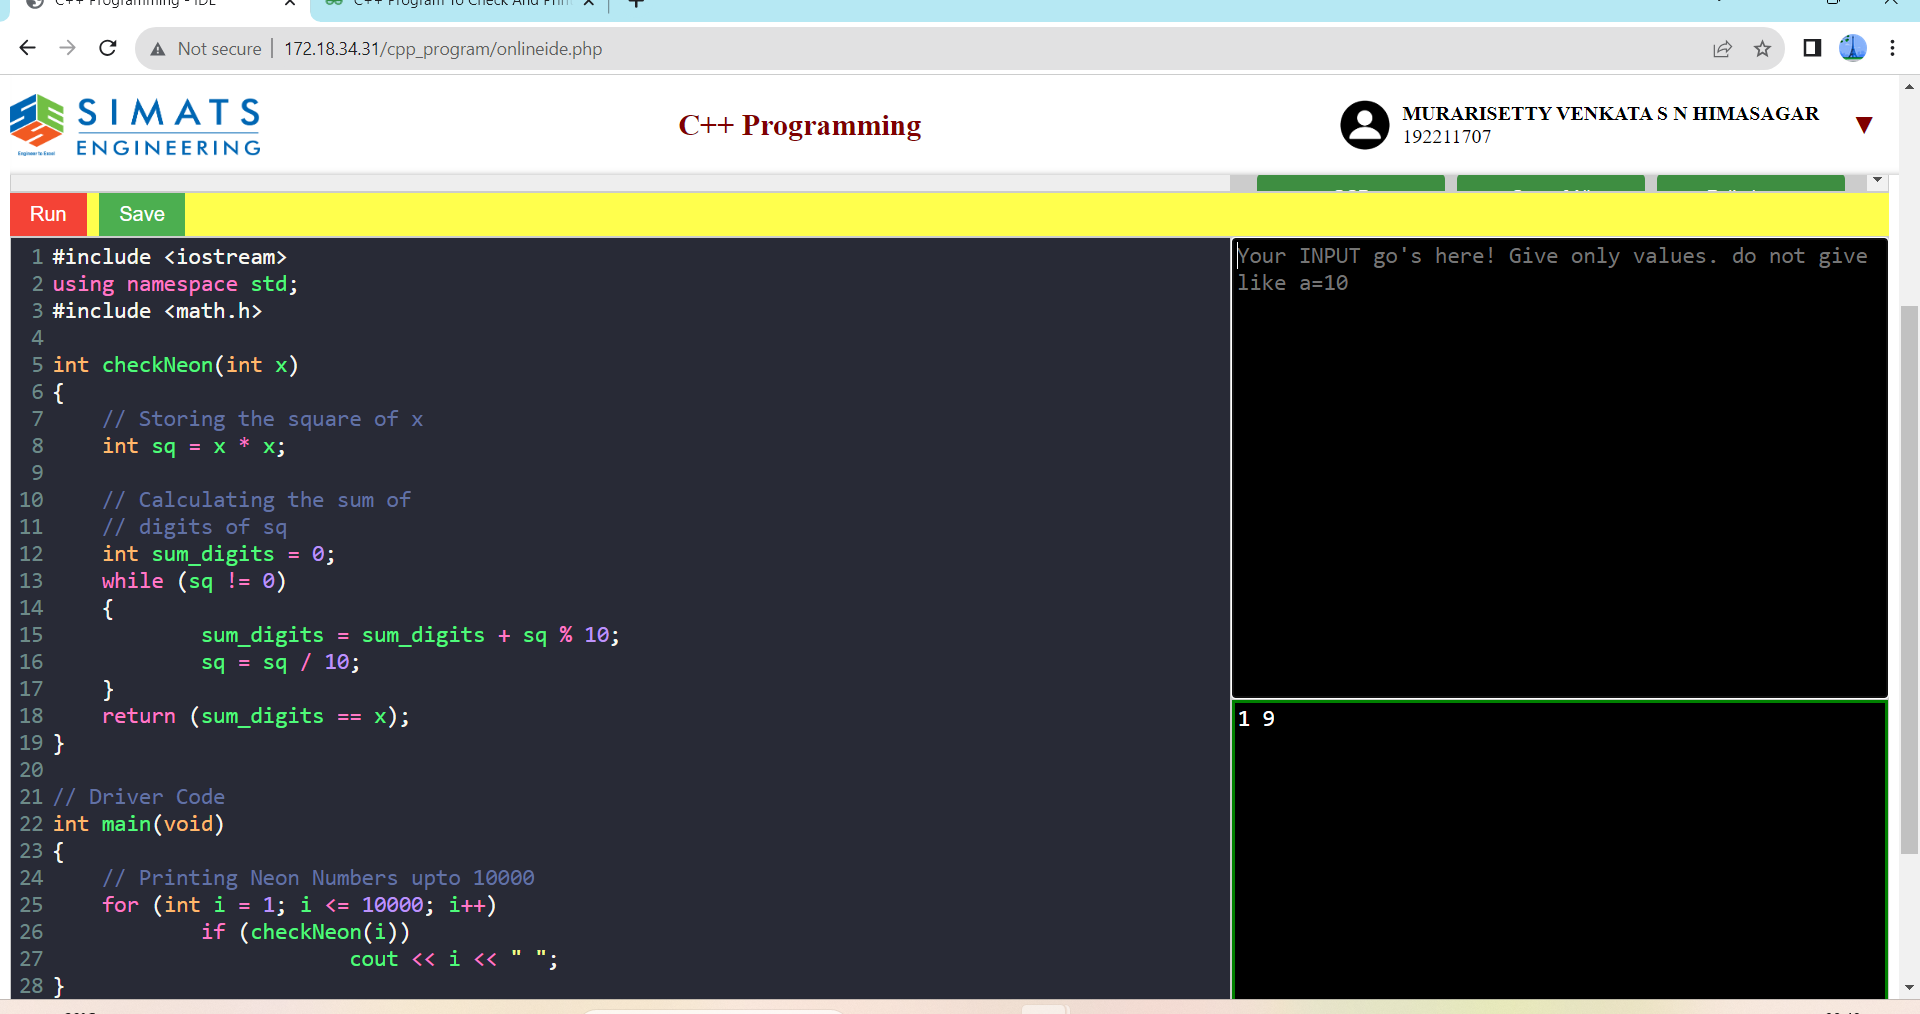 C++ Programming - IDE
C++ Program To Check And Prin
Not secure
172.18.34.31/cpp_program/onlineide.php
SIMATS
ENGINEERING
Engineer to Excel
C++ Programming
MURARISETTY VENKATA S N HIMASAGAR
192211707
Run
Save
1 #include <iostream>
2 using namespace std;
3 #include <math.h>
4
5 int checkNeon(int x)
6 {
7     // Storing the square of x
8     int sq = x * x;
9
10     // Calculating the sum of
11     // digits of sq
12     int sum_digits = 0;
13     while (sq != 0)
14     {
15             sum_digits = sum_digits + sq % 10;
16             sq = sq / 10;
17     }
18     return (sum_digits == x);
19 }
20
21 // Driver Code
22 int main(void)
23 {
24     // Printing Neon Numbers upto 10000
25     for (int i = 1; i <= 10000; i++)
26             if (checkNeon(i))
27                         cout << i << " ";
28 }
Your INPUT go's here! Give only values. do not give
like a=10
1 9